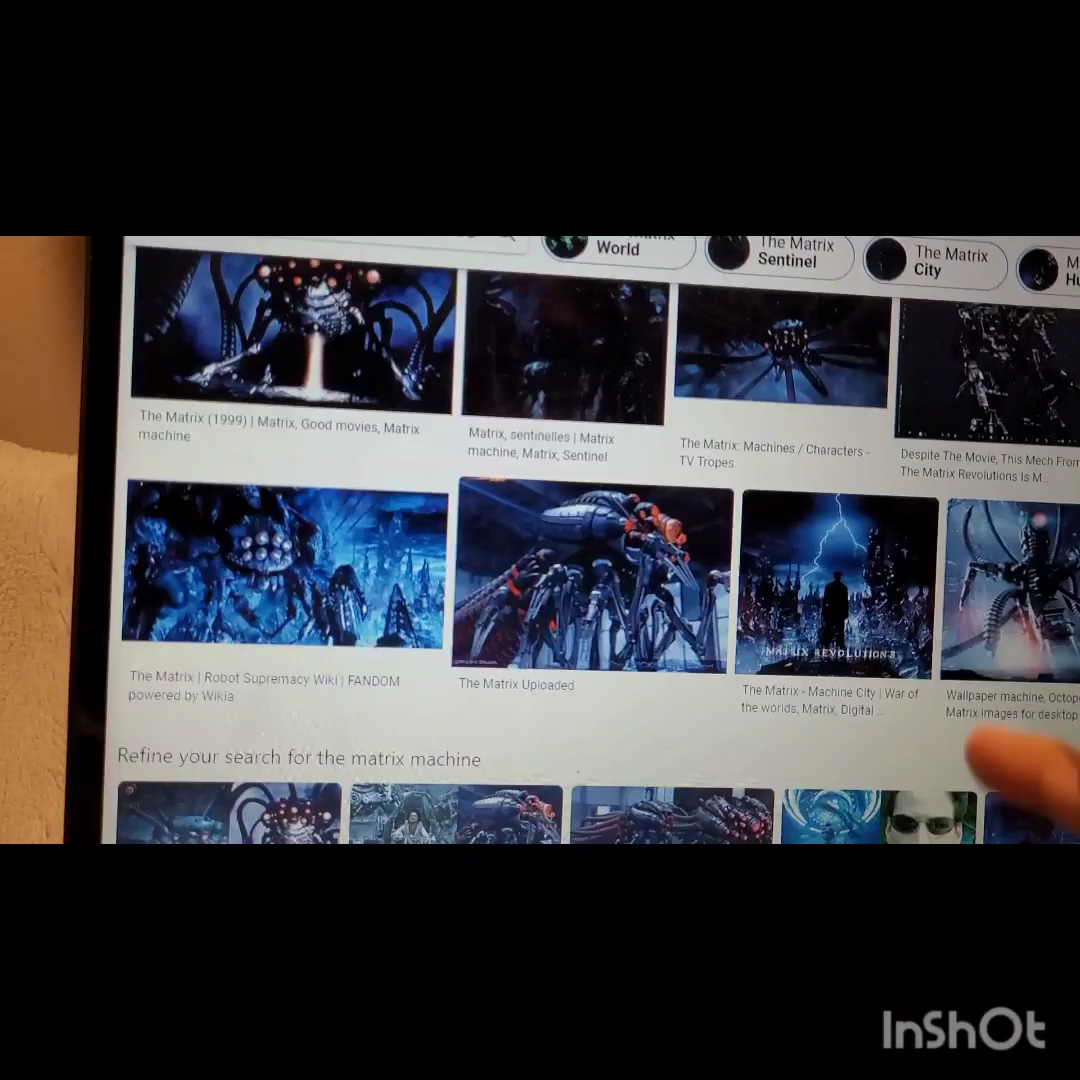 World
The Matrix
Sentinel
The Matrix
City
The Matrix (1999) | Matrix, Good movies, Matrix
machine
Matrix, sentinelles | Matrix
machine, Matrix, Sentinel
The Matrix: Machines / Characters -
TV Tropes
Despite The Movie, This Mech From
The Matrix Revolutions Is M...
MATRIX REVOLUTIONS
The Matrix | Robot Supremacy Wiki | FANDOM
powered by Wikia
The Matrix Uploaded
The Matrix - Machine City | War of
the worlds, Matrix, Digital ...
Wallpaper machine, Octop
Matrix images for desktop
Refine your search for the matrix machine
InShOt